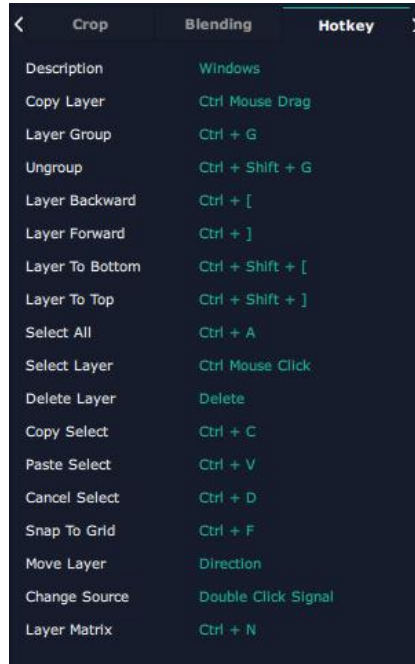 Crop Blending Hotkey
Description Windows
Copy Layer Ctrl Mouse Drag
Layer Group Ctrl + G
Ungroup Ctrl + Shift + G
Layer Backward Ctrl + [
Layer Forward Ctrl + ]
Layer To Bottom Ctrl + Shift + [
Layer To Top Ctrl + Shift + ]
Select All Ctrl + A
Select Layer Ctrl Mouse Click
Delete Layer Delete
Copy Select Ctrl + C
Paste Select Ctrl + V
Cancel Select Ctrl + D
Snap To Grid Ctrl + F
Move Layer Direction
Change Source Double Click Signal
Layer Matrix Ctrl + N